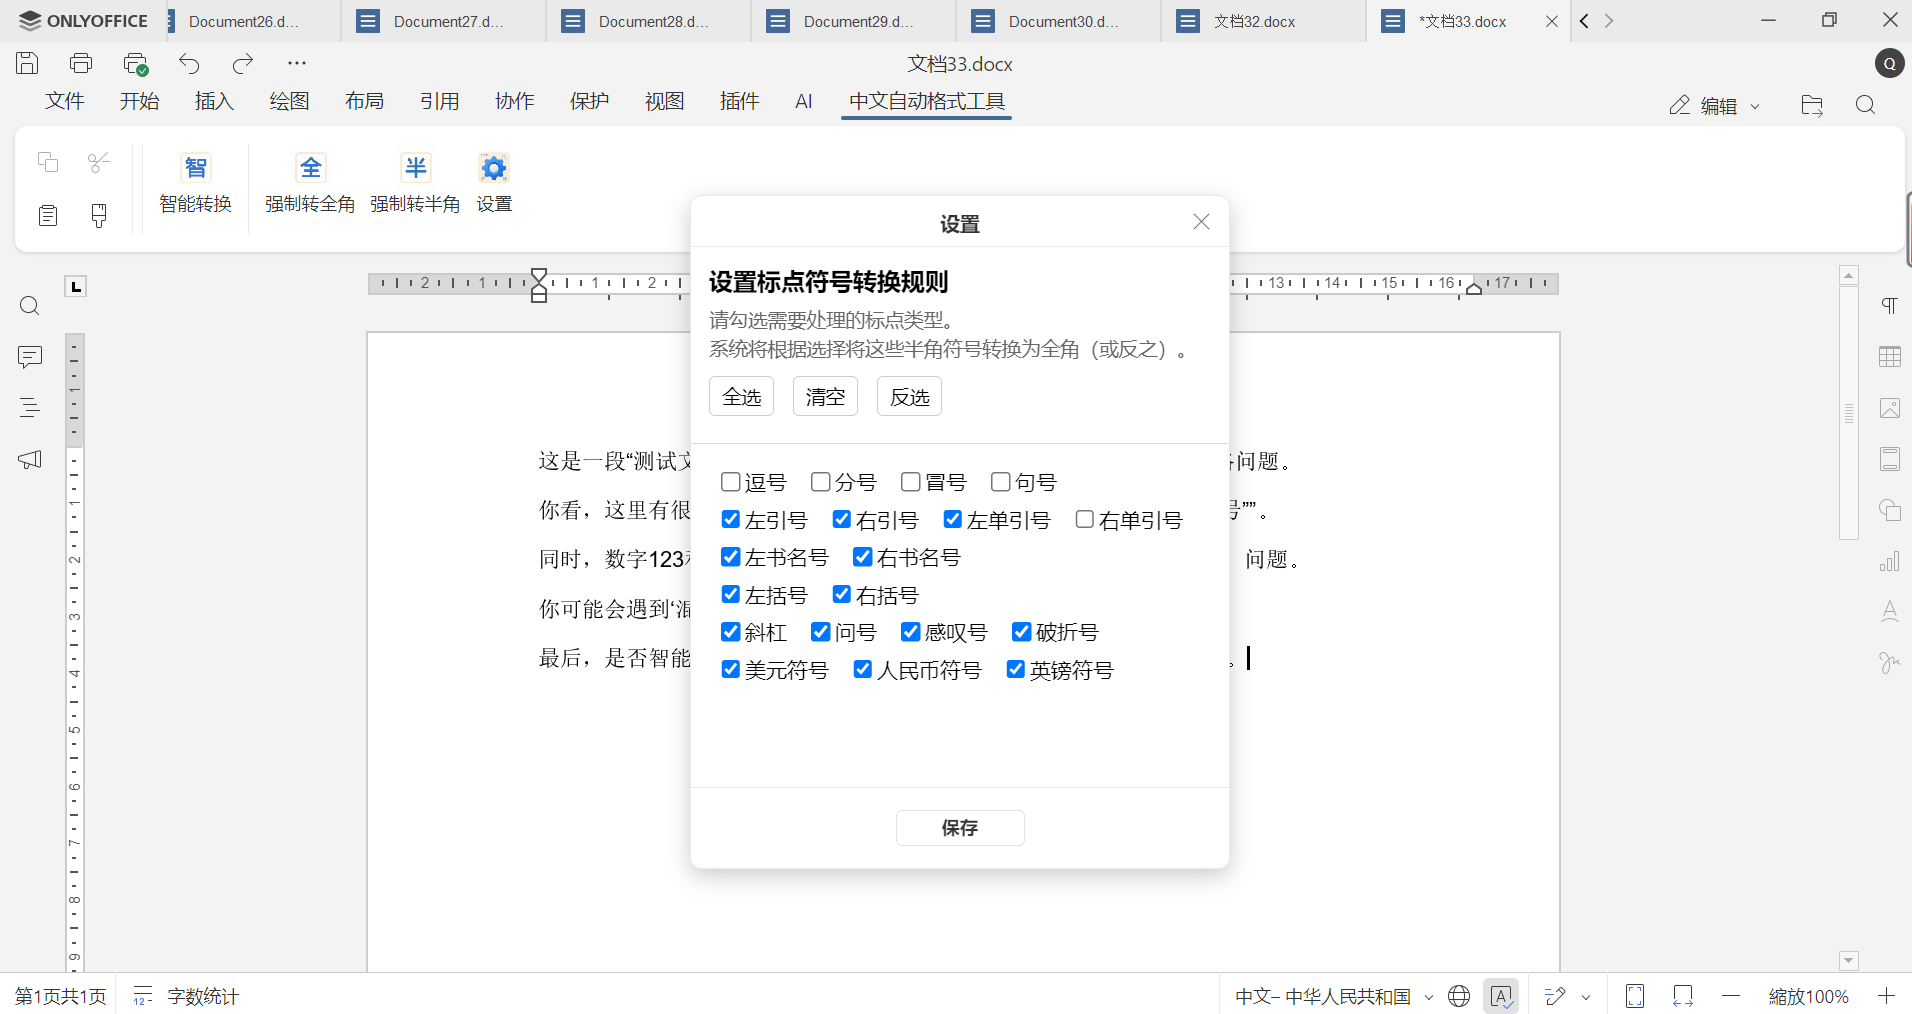 ONLYOFFICE
Document26.d...
Document27.d...
Document28.d...
Document29.d...
Document30.d...
文档32.docx
*文档33.docx
文档33.docx
Q
文件 开始 插入 绘图 布局 引用 协作 保护 视图 插件 AI 中文自动格式工具
编辑
智 全 半
智能转换 强制转全角 强制转半角 设置
设置
设置标点符号转换规则
请勾选需要处理的标点类型。
系统将根据选择将这些半角符号转换为全角（或反之）。
全选 清空 反选
逗号 分号 冒号 句号
左引号 右引号 左单引号 右单引号
左书名号 右书名号
左括号 右括号
斜杠 问号 感叹号 破折号
美元符号 人民币符号 英镑符号
保存
L
2 1 1 2 13 14 15 16 17
1 1 2 3 4 5 6 7 8 9
这是一段“测试文 问题。
你看，这里有很 号””。
同时，数字123 问题。
你可能会遇到‘混
最后，是否智能 。
第1页共1页 字数统计 中文– 中华人民共和国 缩放100%